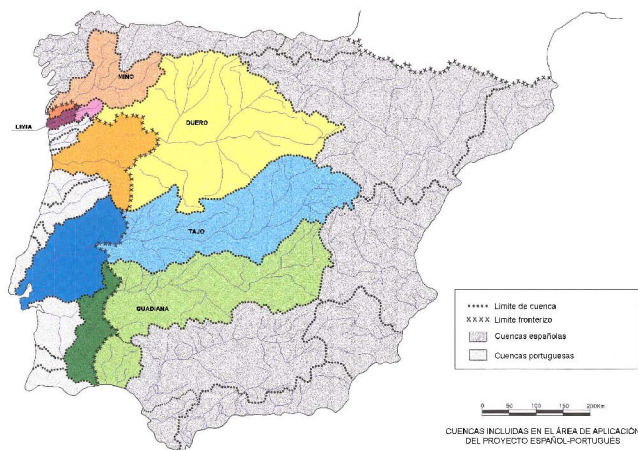 MIÑO
LIMIA
DUERO
TAJO
GUADIANA
Límite de cuenca
Límite fronterizo
Cuencas españolas
Cuencas portuguesas
0 50 100 150 200Km
CUENCAS INCLUIDAS EN EL ÁREA DE APLICACIÓN
DEL PROYECTO ESPAÑOL-PORTUGUÉS